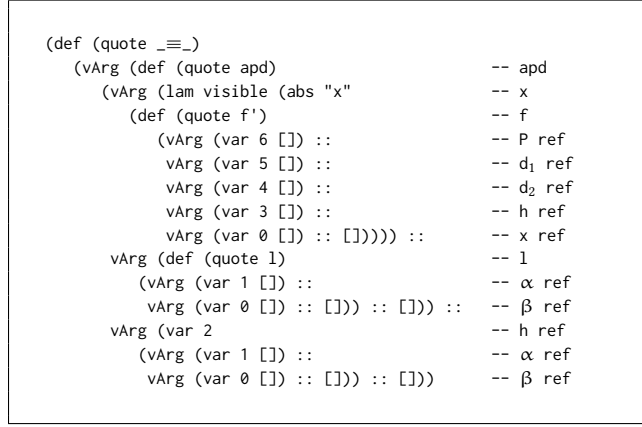 (def (quote _≡_)
(vArg (def (quote apd) -- apd
(vArg (lam visible (abs "x" -- x
(def (quote f') -- f
(vArg (var 6 []) :: -- P ref
vArg (var 5 []) :: -- d₁ ref
vArg (var 4 []) :: -- d₂ ref
vArg (var 3 []) :: -- h ref
vArg (var 0 []) :: [])))) :: -- x ref
vArg (def (quote l) -- l
(vArg (var 1 []) :: -- α ref
vArg (var 0 []) :: [])) :: [])) :: -- β ref
vArg (var 2 -- h ref
(vArg (var 1 []) :: -- α ref
vArg (var 0 []) :: [])) :: [])) -- β ref